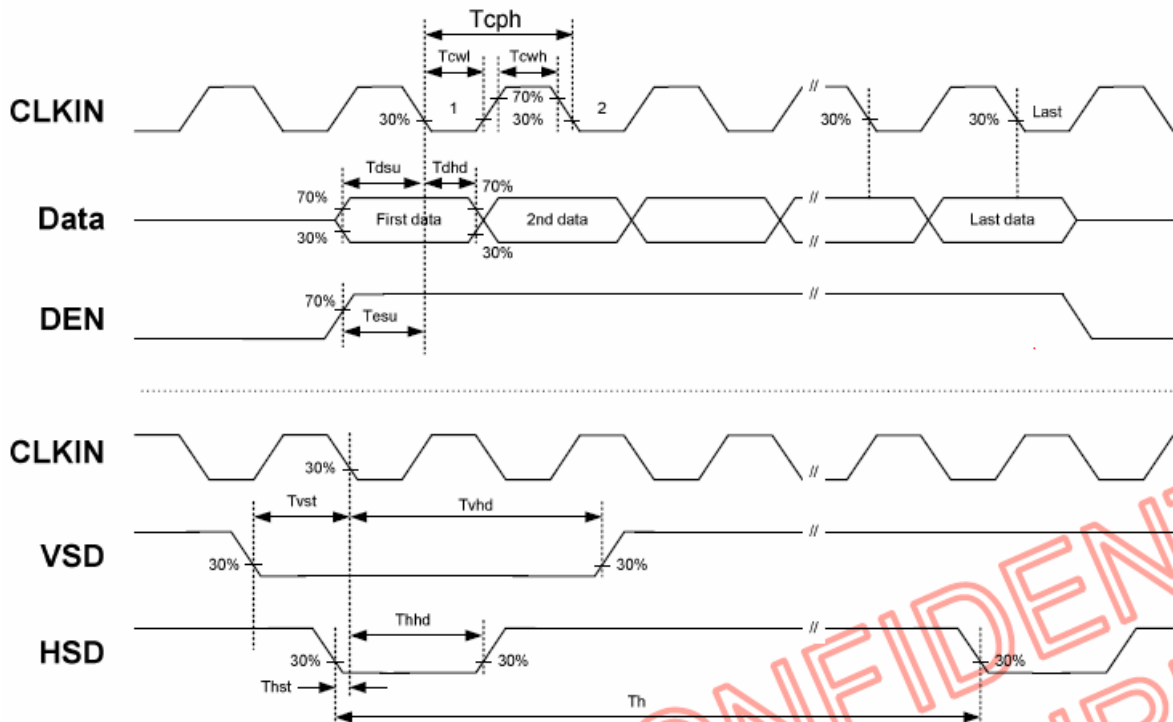 Tcph
Tcwl Tcwh
CLKIN 30% 1 70% 30% 2 // 30% 30% Last
Tdsu Tdhd
70% 70%
Data First data 2nd data // Last data
30% 30%
DEN 70% //
Tesu
CLKIN 30% //
Tvst Tvhd
VSD 30% 30% //
Thhd
HSD 30% 30% // 30%
Thst
Th